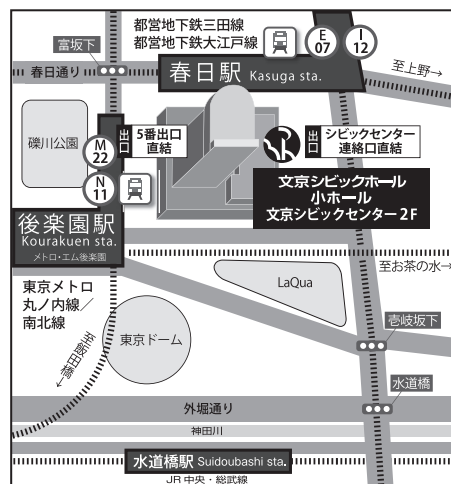 都営地下鉄三田線
都営地下鉄大江戸線
E
07
I
12
富坂下
春日通り
春日駅 Kasuga sta.
至上野→
礫川公園
M
22
N
11
出口
5番出口
直結
出口
シビックセンター
連絡口直結
文京シビックホール
小ホール
文京シビックセンター2F
後楽園駅
Kourakuen sta.
メトロ・エム後楽園
至お茶の水→
東京メトロ
丸ノ内線/
南北線
LaQua
壱岐坂下
至飯田橋→
東京ドーム
水道橋
外堀通り
神田川
水道橋駅 Suidoubashi sta.
JR中央・総武線